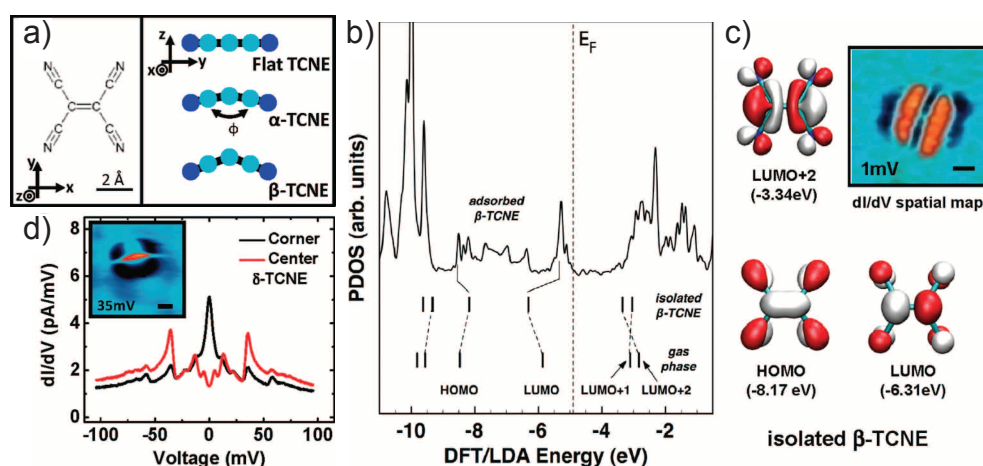 a)
N
N
N
N
y
z x
2 Å
z
x y
Flat TCNE
α-TCNE
ϕ
β-TCNE
d)
dI/dV (pA/mV)
8
6
4
2
0
35mV
Corner
Center
δ-TCNE
-100 -50 0 50 100
Voltage (mV)
b)
PDOS (arb. units)
E_F
adsorbed
β-TCNE
isolated
β-TCNE
gas
phase
HOMO LUMO LUMO+1 LUMO+2
-10 -8 -6 -4 -2
DFT/LDA Energy (eV)
c)
LUMO+2
(-3.34eV)
1mV
dI/dV spatial map
HOMO
(-8.17 eV)
LUMO
(-6.31eV)
isolated β-TCNE